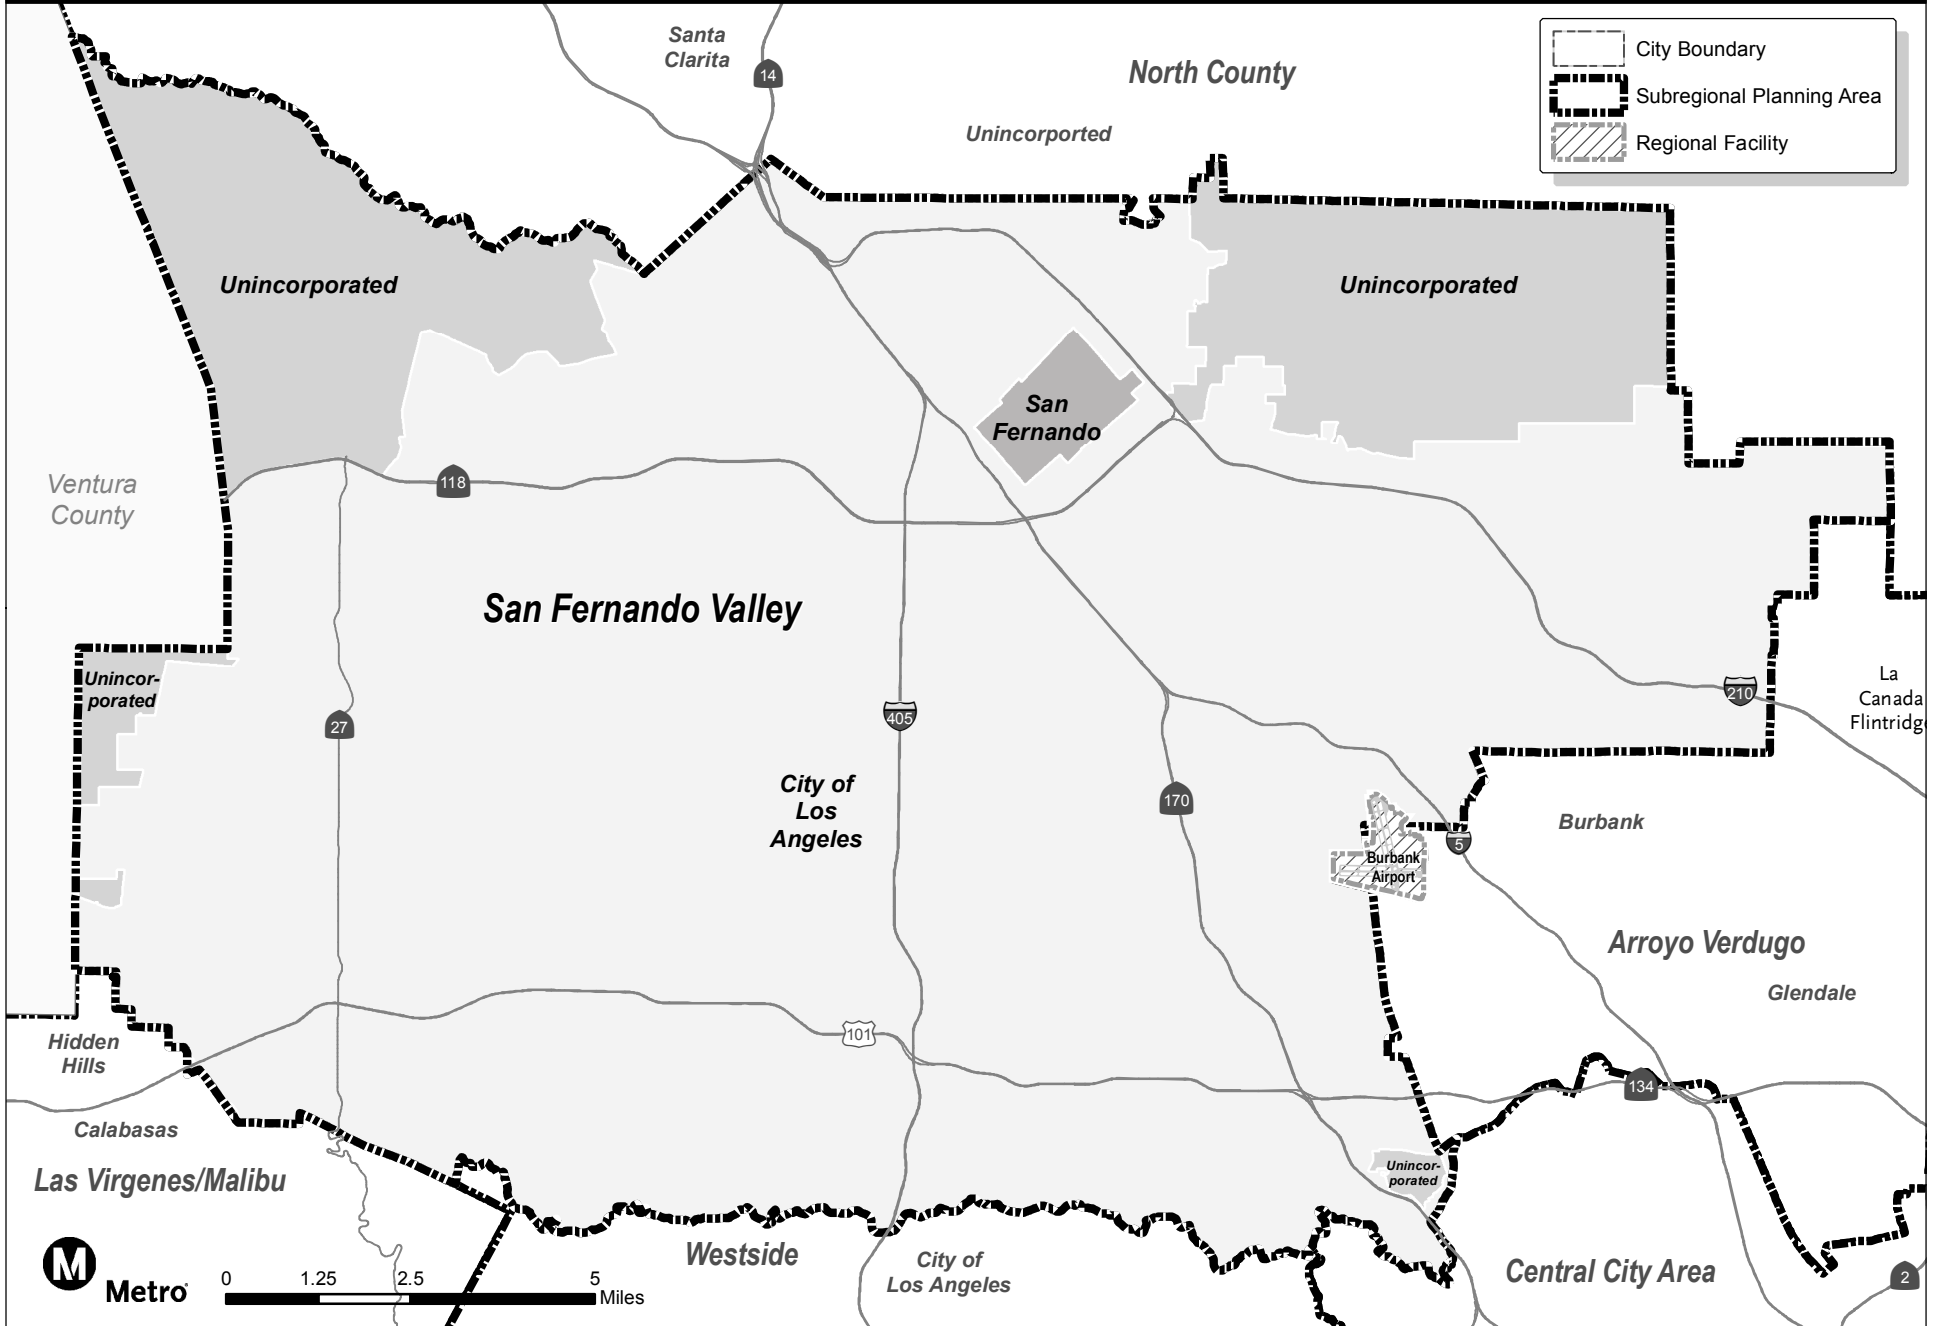 Santa
Clarita
14
North County
Unincorported
City Boundary
Subregional Planning Area
Regional Facility
Unincorporated
Unincorporated
San
Fernando
Ventura
County
118
San Fernando Valley
Unincor-
porated
27
405
210
La
Canada
Flintridge
City of
Los
Angeles
170
Burbank
5
Burbank
Airport
Arroyo Verdugo
Glendale
101
Hidden
Hills
134
Calabasas
Las Virgenes/Malibu
Unincor-
porated
Westside
City of
Los Angeles
Central City Area
2
M
Metro
0 1.25 2.5 5
Miles